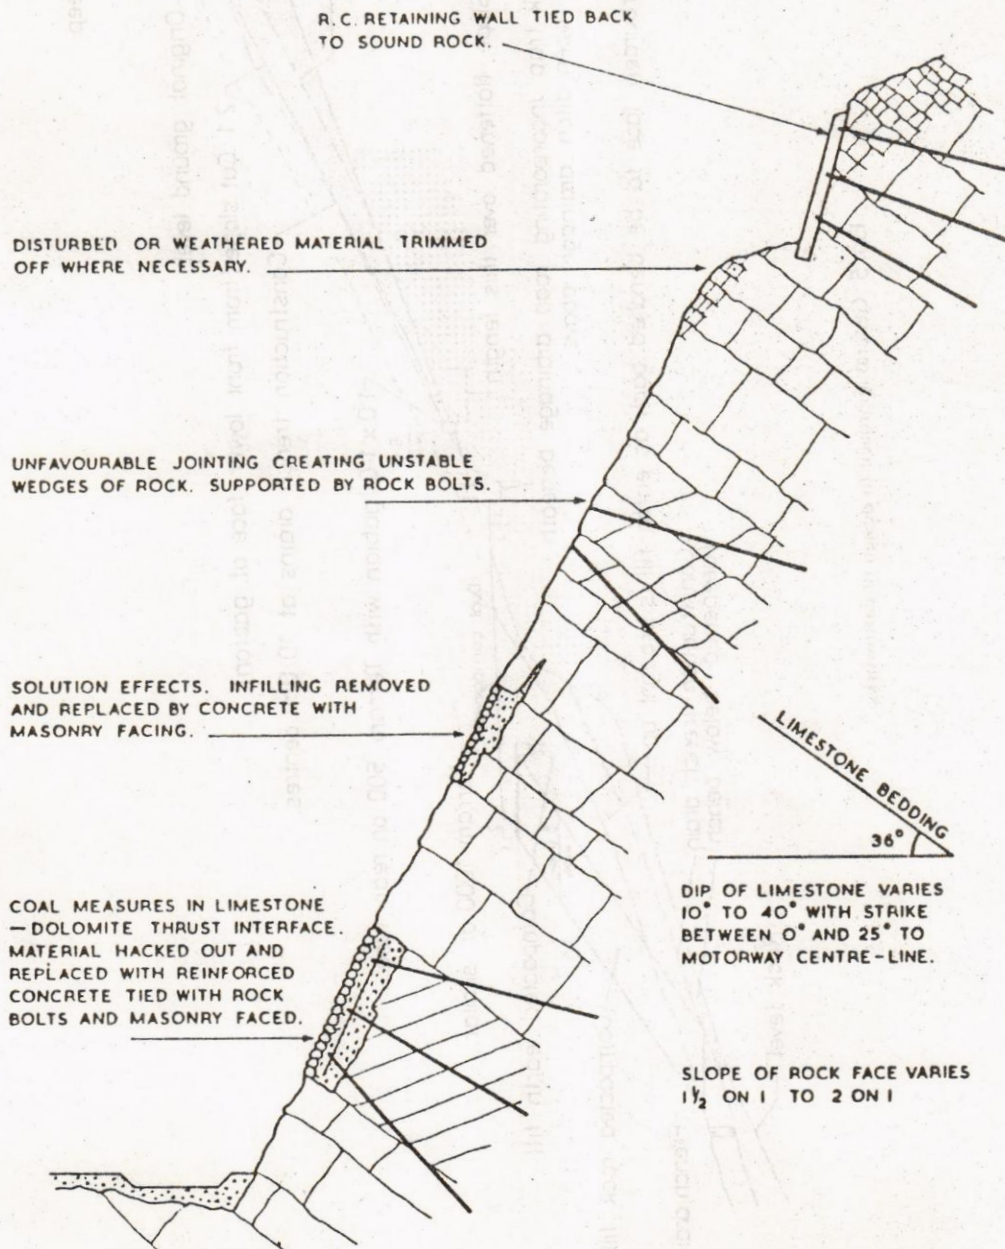 R.C. RETAINING WALL TIED BACK
TO SOUND ROCK.
DISTURBED OR WEATHERED MATERIAL TRIMMED
OFF WHERE NECESSARY.
UNFAVOURABLE JOINTING CREATING UNSTABLE
WEDGES OF ROCK. SUPPORTED BY ROCK BOLTS.
SOLUTION EFFECTS. INFILLING REMOVED
AND REPLACED BY CONCRETE WITH
MASONRY FACING.
LIMESTONE BEDDING
36°
COAL MEASURES IN LIMESTONE
— DOLOMITE THRUST INTERFACE.
MATERIAL HACKED OUT AND
REPLACED WITH REINFORCED
CONCRETE TIED WITH ROCK
BOLTS AND MASONRY FACED.
DIP OF LIMESTONE VARIES
10° TO 40° WITH STRIKE
BETWEEN 0° AND 25° TO
MOTORWAY CENTRE-LINE.
SLOPE OF ROCK FACE VARIES
1½ ON 1 TO 2 ON 1